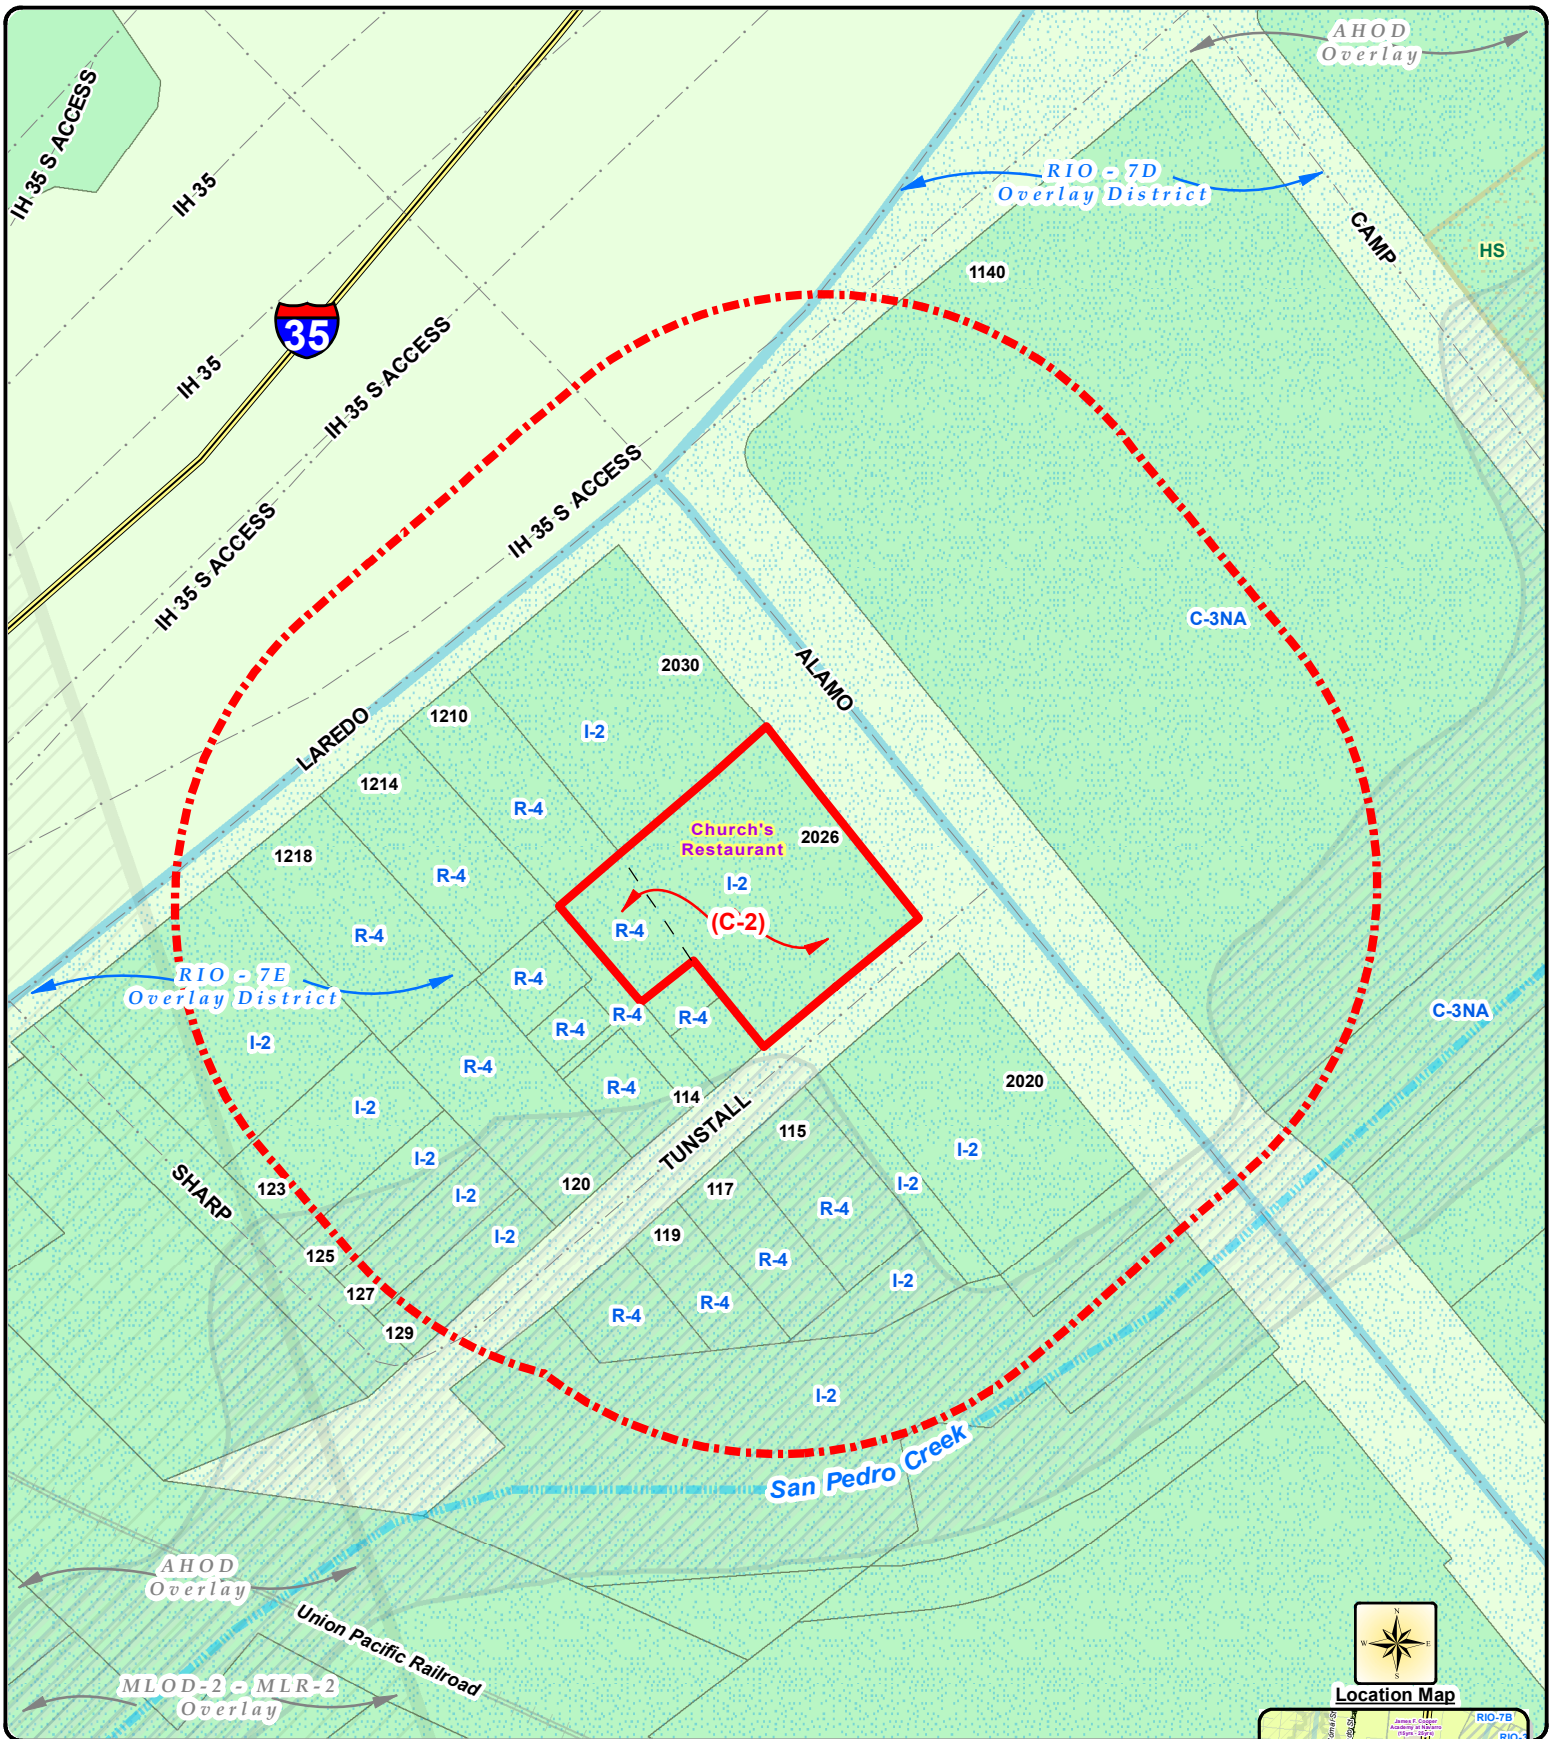 AHOD
Overlay
IH 35 S ACCESS
IH 35
RIO - 7D
Overlay District
CAMP
HS
1140
35
IH 35
IH 35 S ACCESS
IH 35 S ACCESS
IH 35 S ACCESS
C-3NA
2030
ALAMO
1210
I-2
LAREDO
1214
R-4
Church's
Restaurant
2026
1218
R-4
I-2
R-4
(C-2)
R-4
RIO - 7E
Overlay District
R-4
C-3NA
R-4
R-4
R-4
I-2
R-4
2020
R-4
114
I-2
TUNSTALL
115
I-2
I-2
SHARP
123
I-2
120
117
I-2
R-4
119
I-2
125
R-4
I-2
127
R-4
R-4
129
I-2
San Pedro Creek
AHOD
Overlay
Union Pacific Railroad
MLOD-2 - MLR-2
Overlay
N
W
E
S
Location Map
James F. Cooper
Academy at Navarro
RIO-7B